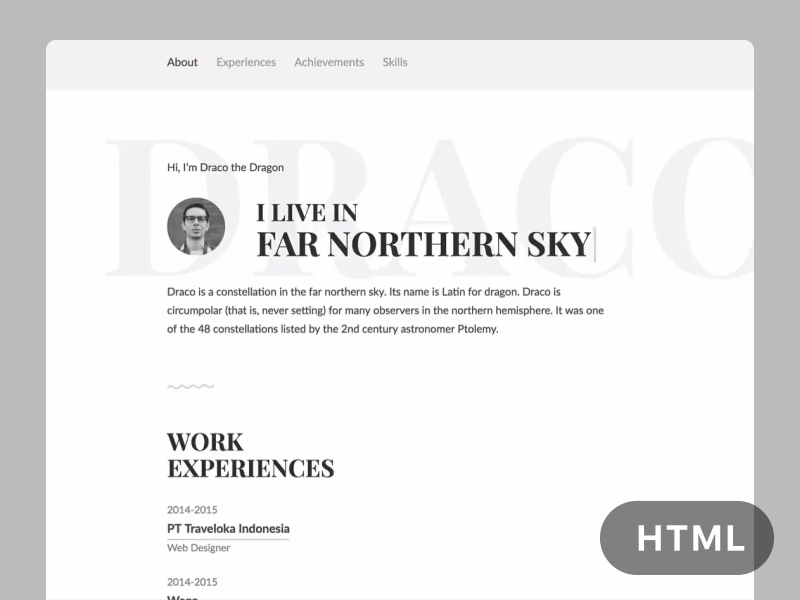 About Experiences Achievements Skills
DRACO
Hi, I'm Draco the Dragon
I LIVE IN
FAR NORTHERN SKY
Draco is a constellation in the far northern sky. Its name is Latin for dragon. Draco is
circumpolar (that is, never setting) for many observers in the northern hemisphere. It was one
of the 48 constellations listed by the 2nd century astronomer Ptolemy.
WORK
EXPERIENCES
2014-2015
PT Traveloka Indonesia
Web Designer
HTML
2014-2015